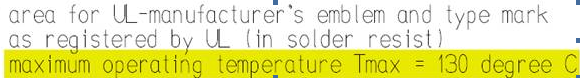 area for UL-manufacturer's emblem and type mark
as registered by UL (in solder resist)
maximum operating temperature Tmax = 130 degree C